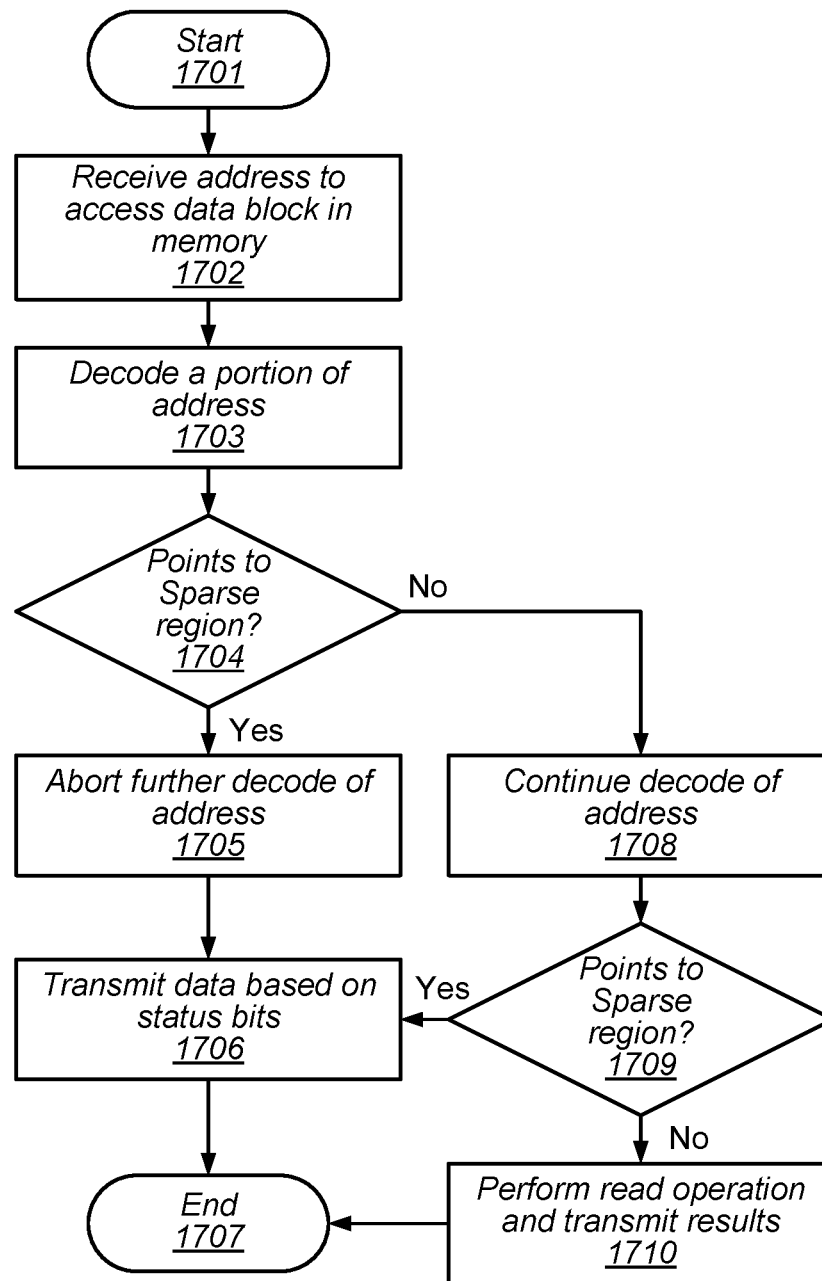 Start
1701
Receive address to
access data block in
memory
1702
Decode a portion of
address
1703
Points to
Sparse
region?
1704
No
Yes
Abort further decode of
address
1705
Continue decode of
address
1708
Transmit data based on
status bits
1706
Yes
Points to
Sparse
region?
1709
No
End
1707
Perform read operation
and transmit results
1710